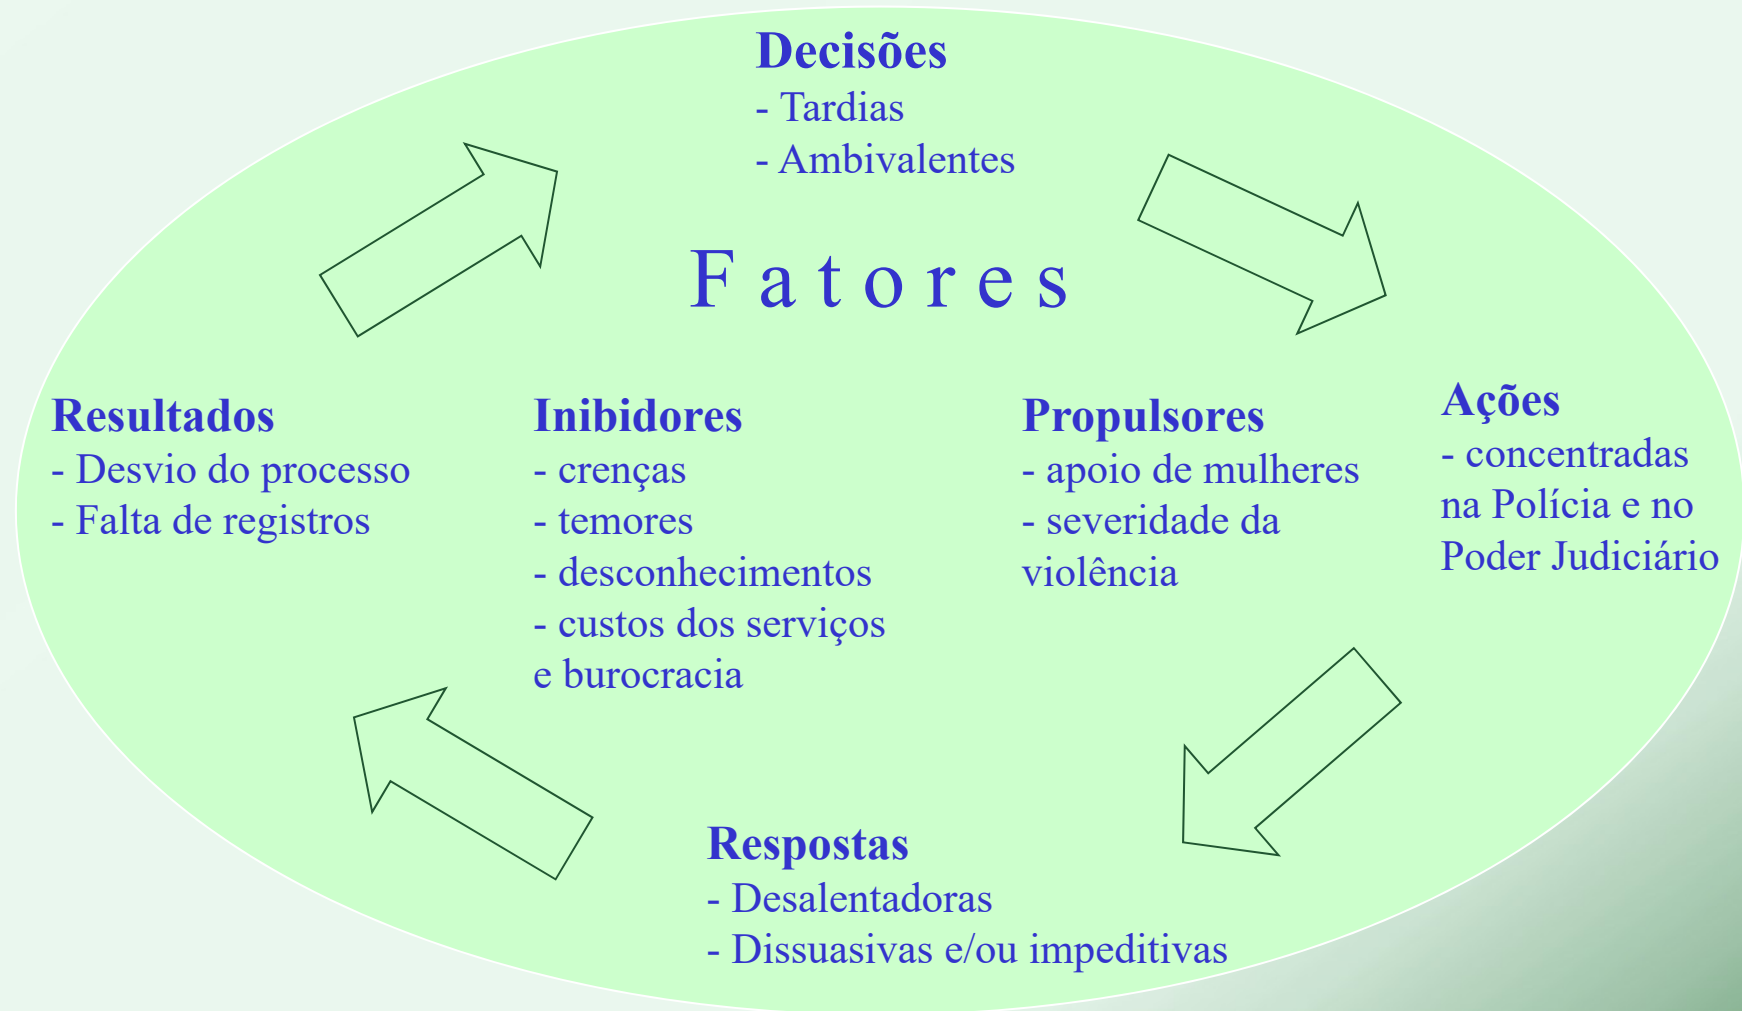 Decisões
- Tardias
- Ambivalentes
F a t o r e s
Resultados
- Desvio do processo
- Falta de registros
Inibidores
- crenças
- temores
- desconhecimentos
- custos dos serviços
e burocracia
Propulsores
- apoio de mulheres
- severidade da
violência
Ações
- concentradas
na Polícia e no
Poder Judiciário
Respostas
- Desalentadoras
- Dissuasivas e/ou impeditivas